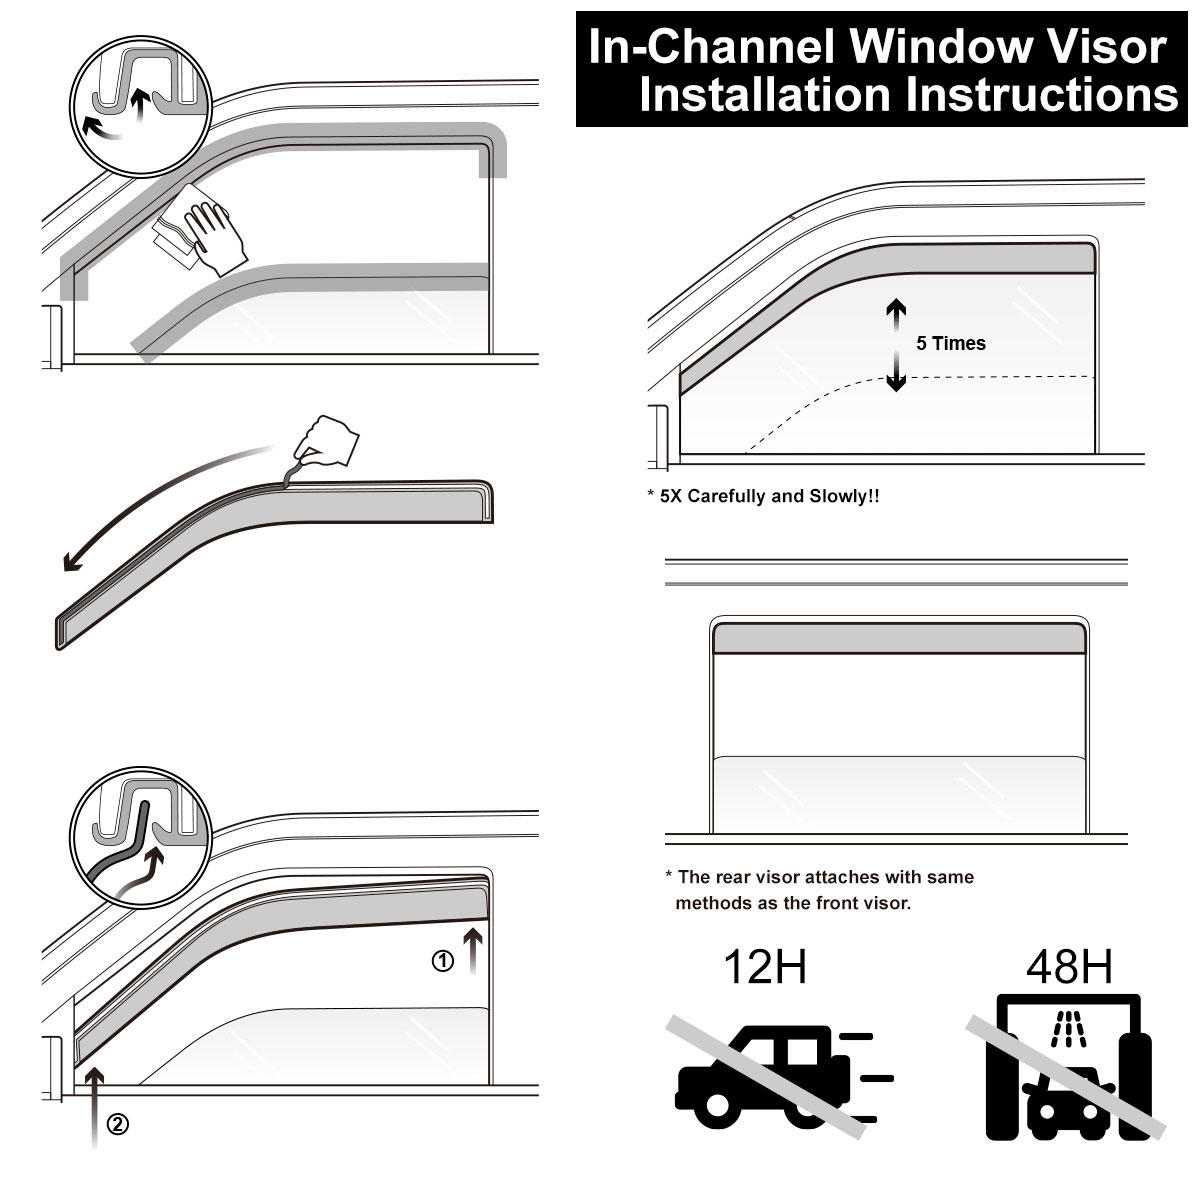 In-Channel Window Visor
Installation Instructions
5 Times
* 5X Carefully and Slowly!!
①
②
* The rear visor attaches with same
methods as the front visor.
12H
48H